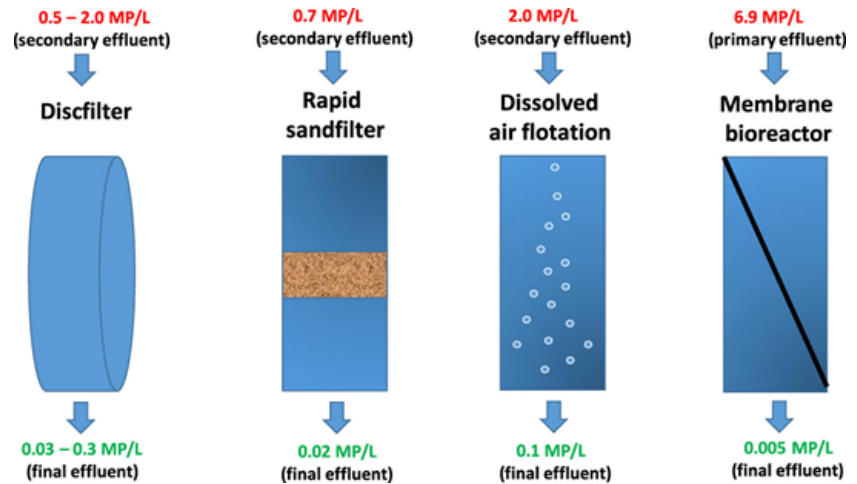 0.5 – 2.0 MP/L
(secondary effluent)
Discfilter
0.03 – 0.3 MP/L
(final effluent)
0.7 MP/L
(secondary effluent)
Rapid
sandfilter
0.02 MP/L
(final effluent)
2.0 MP/L
(secondary effluent)
Dissolved
air flotation
0.1 MP/L
(final effluent)
6.9 MP/L
(primary effluent)
Membrane
bioreactor
0.005 MP/L
(final effluent)